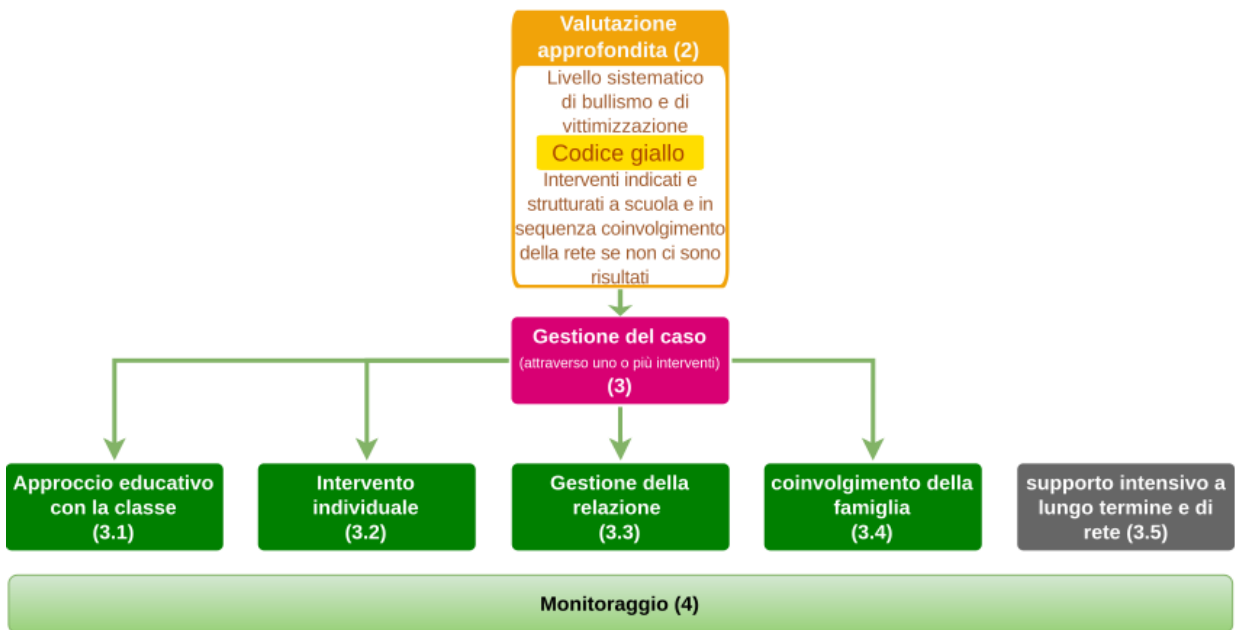 Valutazione
approfondita (2)
Livello sistematico
di bullismo e di
vittimizzazione
Codice giallo
Interventi indicati e
strutturati a scuola e in
sequenza coinvolgimento
della rete se non ci sono
risultati
Gestione del caso
(attraverso uno o più interventi)
(3)
Approccio educativo
con la classe
(3.1)
Intervento
individuale
(3.2)
Gestione della
relazione
(3.3)
coinvolgimento della
famiglia
(3.4)
supporto intensivo a
lungo termine e di
rete (3.5)
Monitoraggio (4)